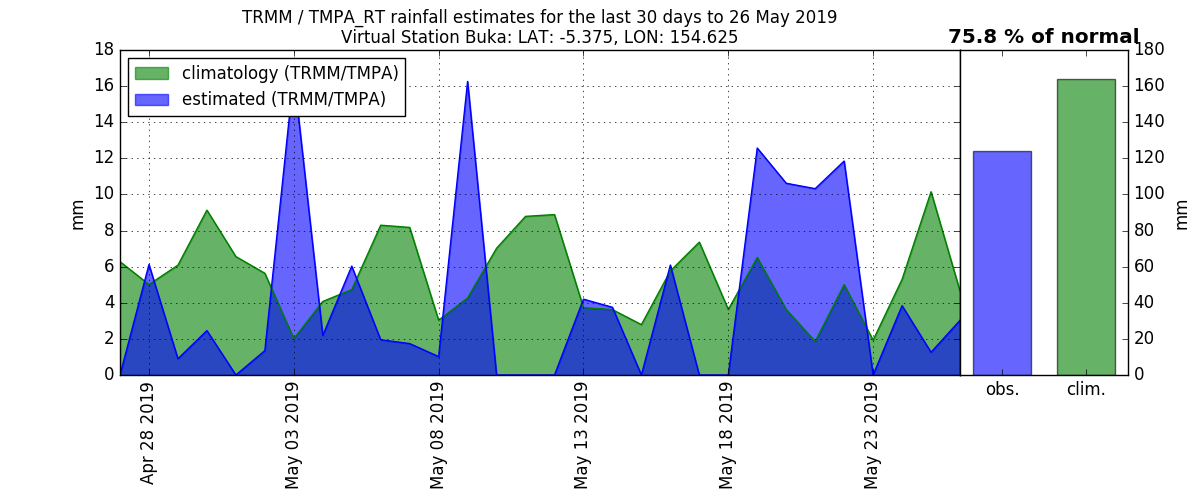 TRMM / TMPA_RT rainfall estimates for the last 30 days to 26 May 2019
Virtual Station Buka: LAT: -5.375, LON: 154.625
75.8 % of normal
climatology (TRMM/TMPA)
estimated (TRMM/TMPA)
18
16
14
12
10
8
6
4
2
0
mm
Apr 28 2019
May 03 2019
May 08 2019
May 13 2019
May 18 2019
May 23 2019
180
160
140
120
100
80
60
40
20
0
mm
obs.
clim.